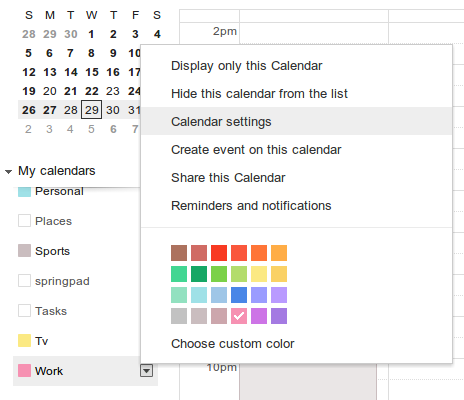 S M T W T F S
28 29 30 1 2 3 4
5 6 7 8 9 10
12 13 14 15 16 17
19 20 21 22 23 24
26 27 28 29 30 31
2 3 4 5 6 7
2pm
Display only this Calendar
Hide this calendar from the list
Calendar settings
Create event on this calendar
Share this Calendar
Reminders and notifications
Choose custom color
My calendars
Personal
Places
Sports
springpad
Tasks
Tv
Work
10pm